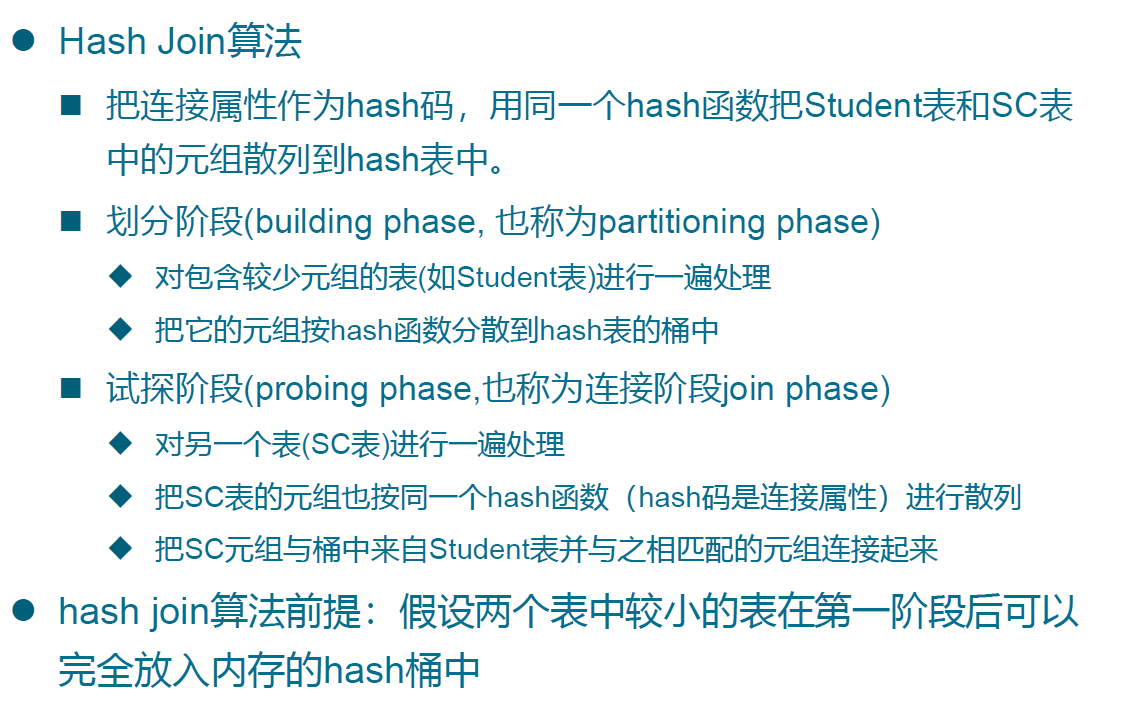 Hash Join算法
把连接属性作为hash码，用同一个hash函数把Student表和SC表
中的元组散列到hash表中。
划分阶段(building phase, 也称为partitioning phase)
对包含较少元组的表(如Student表)进行一遍处理
把它的元组按hash函数分散到hash表的桶中
试探阶段(probing phase,也称为连接阶段join phase)
对另一个表(SC表)进行一遍处理
把SC表的元组也按同一个hash函数（hash码是连接属性）进行散列
把SC元组与桶中来自Student表并与之相匹配的元组连接起来
hash join算法前提：假设两个表中较小的表在第一阶段后可以
完全放入内存的hash桶中